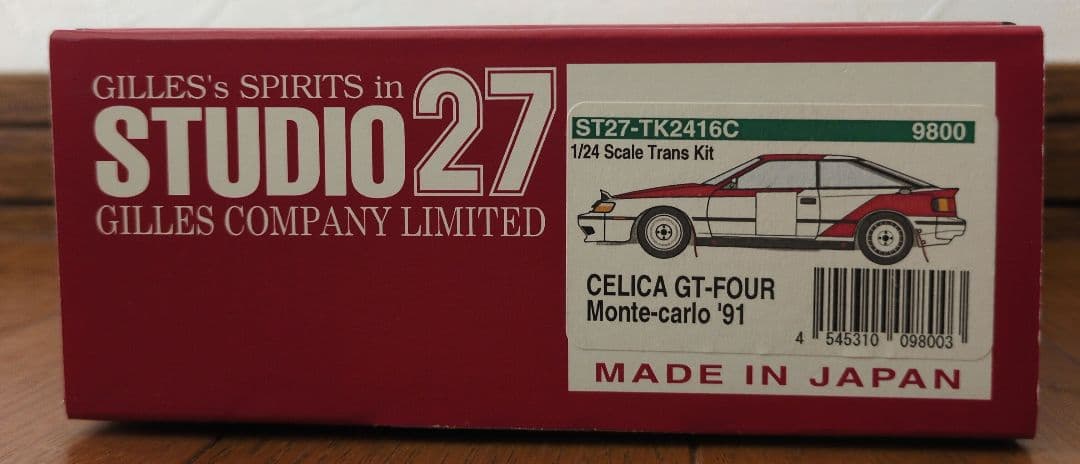 GILLES's SPIRITS in
STUDIO27
GILLES COMPANY LIMITED
ST27-TK2416C 9800
1/24 Scale Trans Kit
CELICA GT-FOUR
Monte-carlo '91
4 545310 098003
MADE IN JAPAN